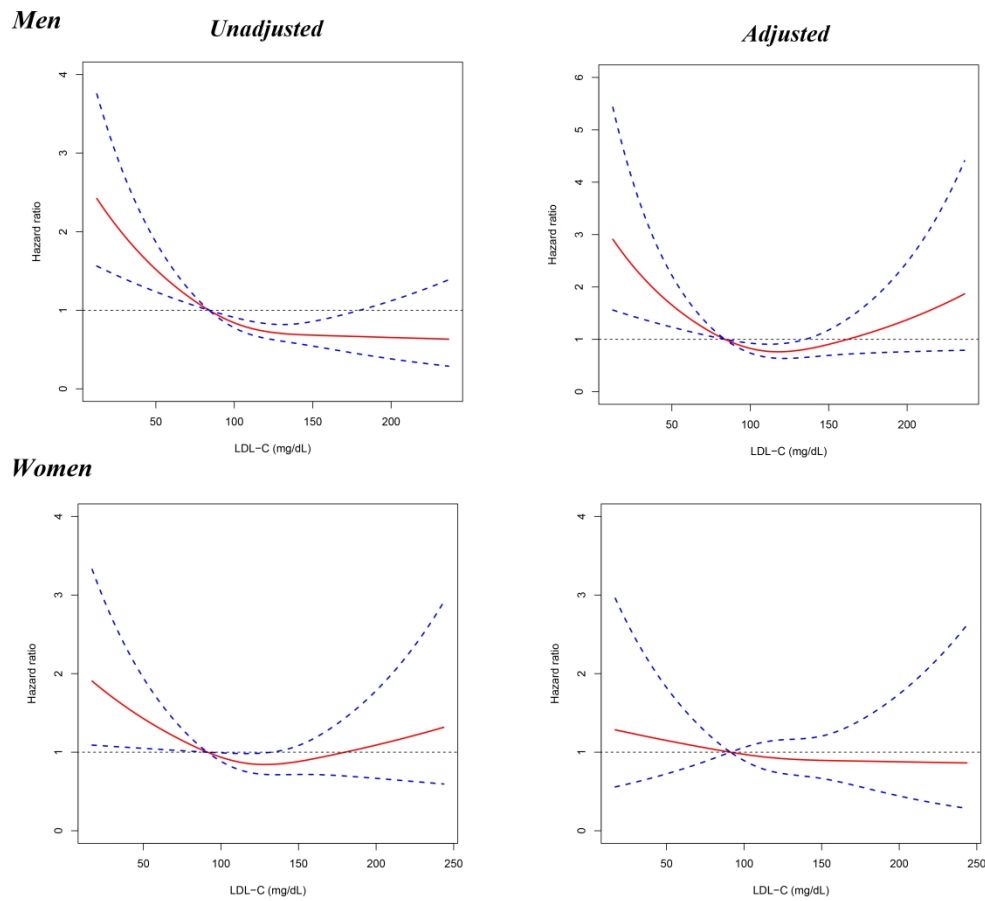 Men
Unadjusted
Adjusted
Hazard ratio
0 1 2 3 4
50 100 150 200
LDL−C (mg/dL)
Hazard ratio
0 1 2 3 4 5 6
50 100 150 200
LDL−C (mg/dL)
Women
Hazard ratio
0 1 2 3 4
50 100 150 200 250
LDL−C (mg/dL)
Hazard ratio
0 1 2 3 4
50 100 150 200 250
LDL−C (mg/dL)